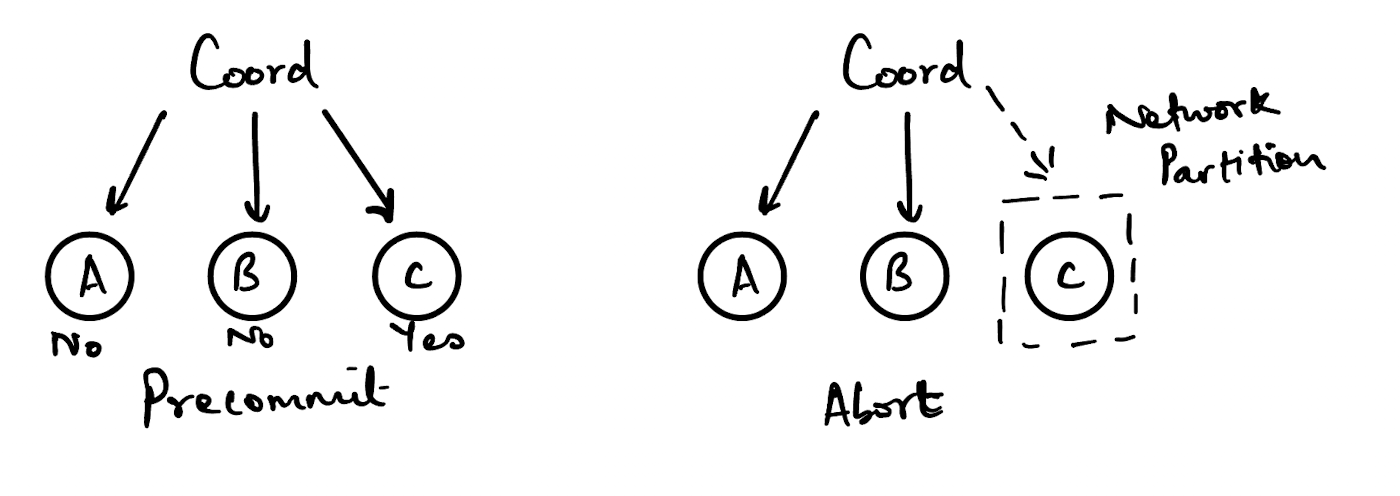 Coord
A
B
C
No
No
Yes
Precommit
Coord
Network
Partition
A
B
C
Abort